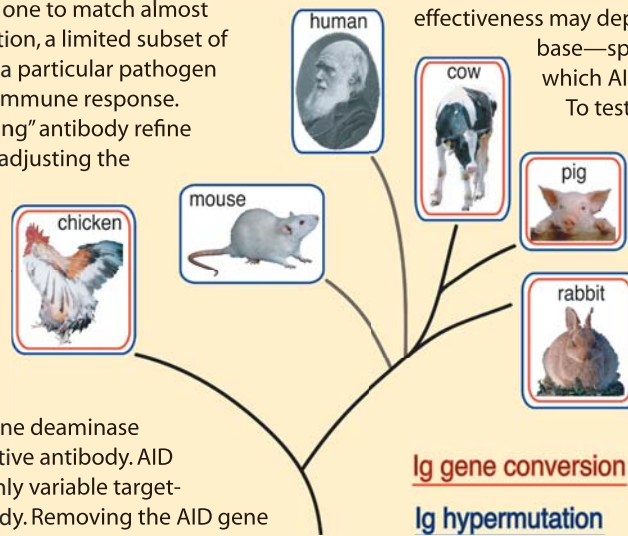 one to match almost
tion, a limited subset of
a particular pathogen
mmune response.
ng” antibody refine
adjusting the
effectiveness may dep
base—sp
which AI
To test
human
cow
pig
mouse
chicken
rabbit
ne deaminase
tive antibody. AID
nly variable target-
dy. Removing the AID gene
Ig gene conversion
Ig hypermutation